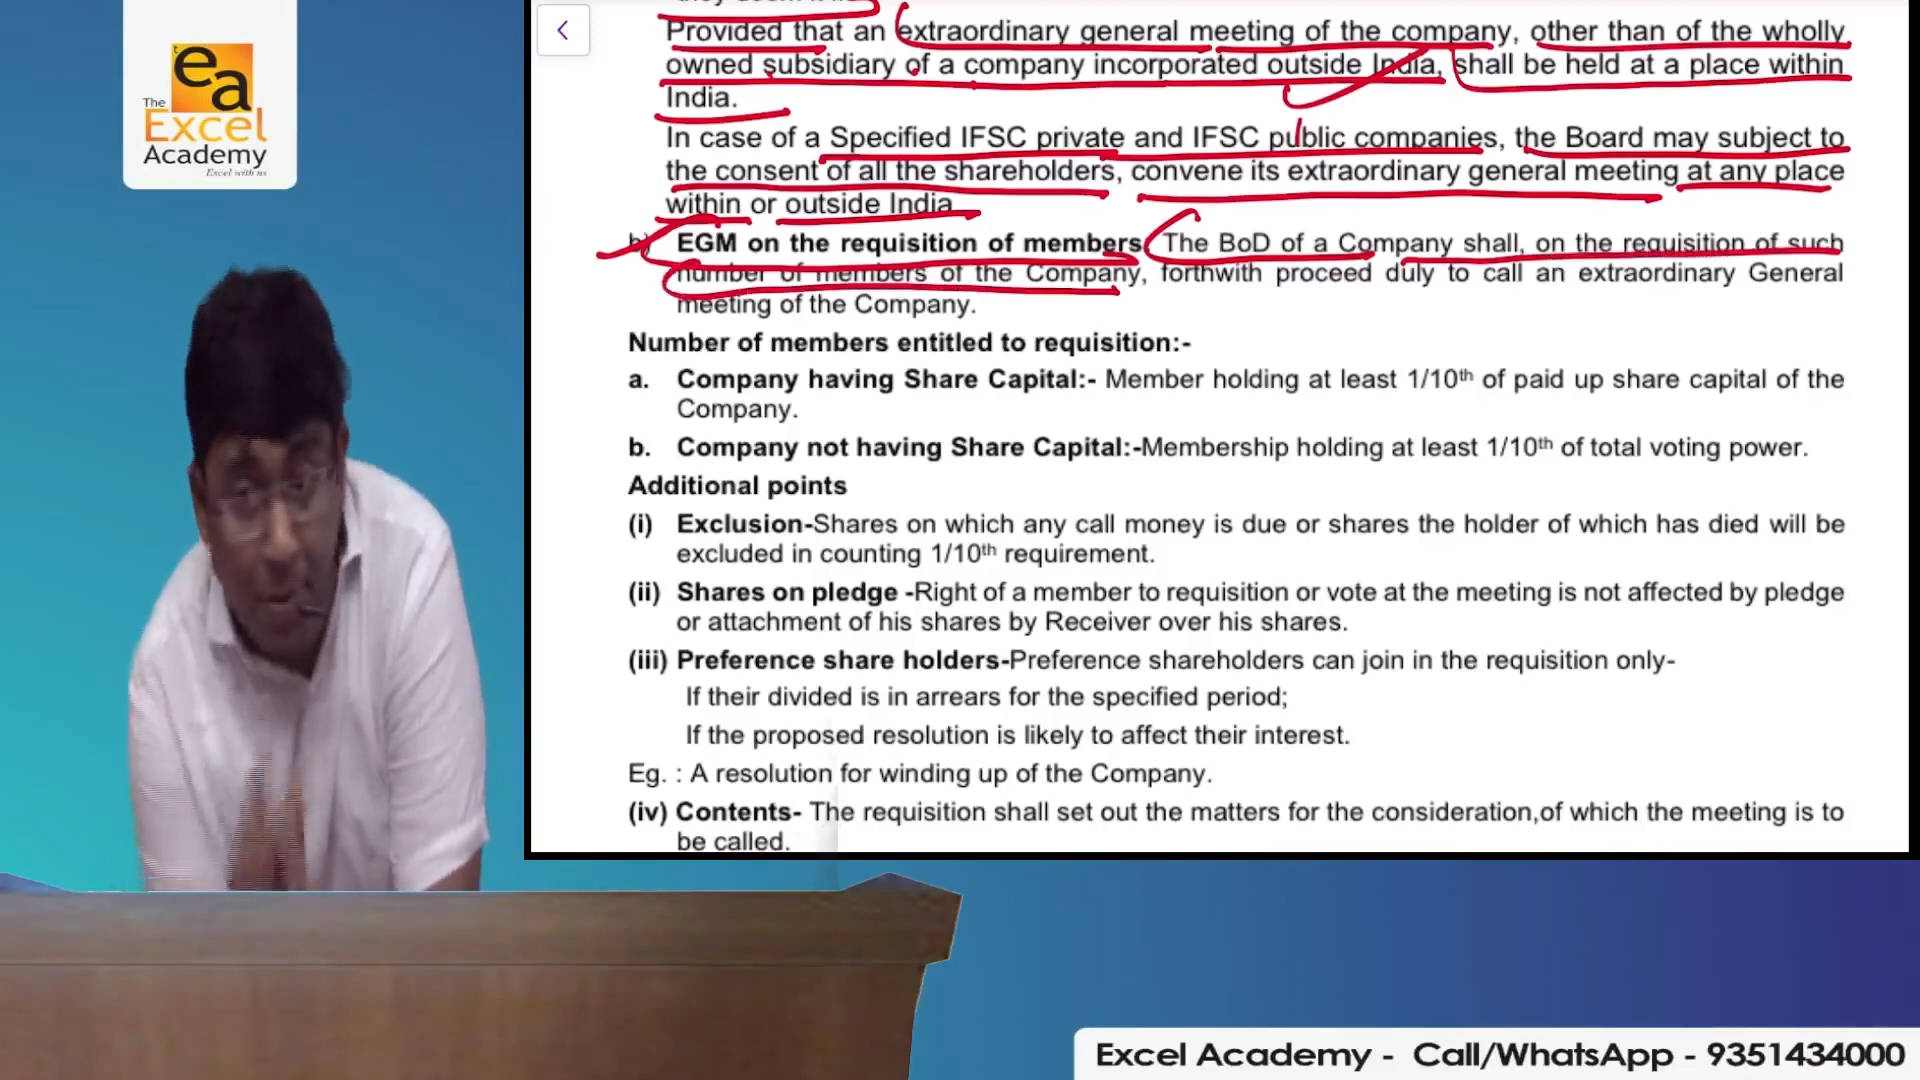 the
ea
The
Excel
Academy
Excel with us
Provided that an extraordinary general meeting of the company, other than of the wholly
owned subsidiary of a company incorporated outside India, shall be held at a place within
India.
In case of a Specified IFSC private and IFSC public companies, the Board may subject to
the consent of all the shareholders, convene its extraordinary general meeting at any place
within or outside India
b) EGM on the requisition of members The BoD of a Company shall, on the requisition of such
number of members of the Company, forthwith proceed duly to call an extraordinary General
meeting of the Company.
Number of members entitled to requisition:-
a. Company having Share Capital:- Member holding at least 1/10th of paid up share capital of the
Company.
b. Company not having Share Capital:-Membership holding at least 1/10th of total voting power.
Additional points
(i) Exclusion-Shares on which any call money is due or shares the holder of which has died will be
excluded in counting 1/10th requirement.
(ii) Shares on pledge -Right of a member to requisition or vote at the meeting is not affected by pledge
or attachment of his shares by Receiver over his shares.
(iii) Preference share holders-Preference shareholders can join in the requisition only-
If their divided is in arrears for the specified period;
If the proposed resolution is likely to affect their interest.
Eg. : A resolution for winding up of the Company.
(iv) Contents- The requisition shall set out the matters for the consideration,of which the meeting is to
be called.
Excel Academy - Call/WhatsApp - 9351434000